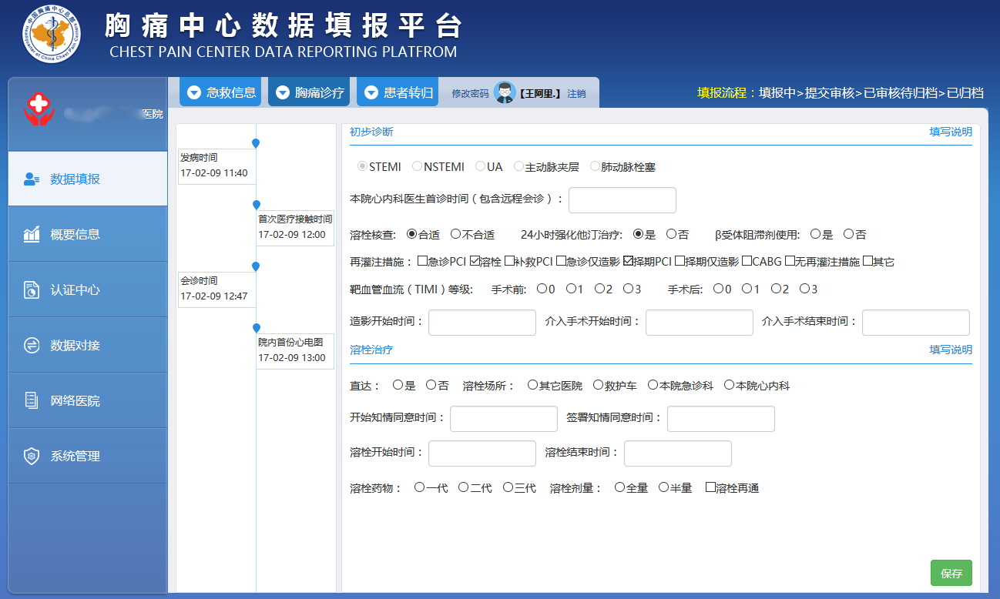 中国胸痛中心总部
Headquarter of China Chest Pain Centers
胸痛中心数据填报平台
CHEST PAIN CENTER DATA REPORTING PLATFROM
急救信息 胸痛诊疗 患者转归 修改密码 【王阿里.】 注销 填报流程：填报中>提交审核>已审核待归档>已归档
医院
数据填报
概要信息
认证中心
数据对接
网络医院
系统管理
发病时间
17-02-09 11:40
首次医疗接触时间
17-02-09 12:00
会诊时间
17-02-09 12:47
院内首份心电图
17-02-09 13:00
初步诊断 填写说明
STEMI NSTEMI UA 主动脉夹层 肺动脉栓塞
本院心内科医生首诊时间（包含远程会诊）：
溶栓核查: 合适 不合适 24小时强化他汀治疗: 是 否 β受体阻滞剂使用: 是 否
再灌注措施： 急诊PCI 溶栓 补救PCI 急诊仅造影 择期PCI 择期仅造影 CABG 无再灌注措施 其它
靶血管血流（TIMI）等级: 手术前: 0 1 2 3 手术后: 0 1 2 3
造影开始时间： 介入手术开始时间： 介入手术结束时间：
溶栓治疗 填写说明
直达： 是 否 溶栓场所： 其它医院 救护车 本院急诊科 本院心内科
开始知情同意时间： 签署知情同意时间：
溶栓开始时间： 溶栓结束时间：
溶栓药物： 一代 二代 三代 溶栓剂量： 全量 半量 溶栓再通
保存